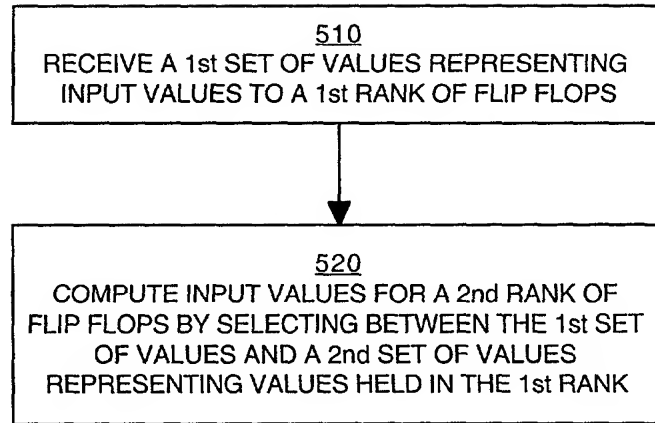 510
RECEIVE A 1st SET OF VALUES REPRESENTING
INPUT VALUES TO A 1st RANK OF FLIP FLOPS
520
COMPUTE INPUT VALUES FOR A 2nd RANK OF
FLIP FLOPS BY SELECTING BETWEEN THE 1st SET
OF VALUES AND A 2nd SET OF VALUES
REPRESENTING VALUES HELD IN THE 1st RANK